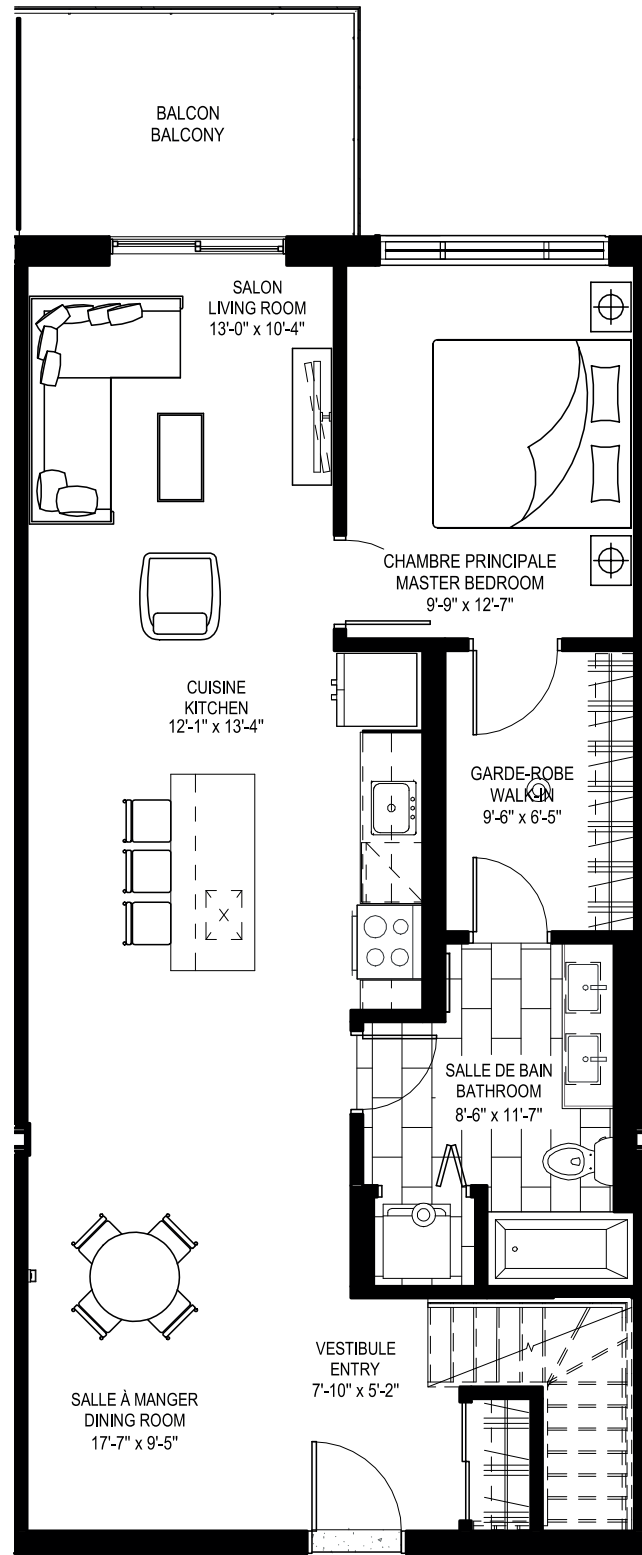 BALCON
BALCONY
SALON
LIVING ROOM
13'-0" x 10'-4"
CHAMBRE PRINCIPALE
MASTER BEDROOM
9'-9" x 12'-7"
CUISINE
KITCHEN
12'-1" x 13'-4"
GARDE-ROBE
WALK-IN
9'-6" x 6'-5"
SALLE DE BAIN
BATHROOM
8'-6" x 11'-7"
VESTIBULE
ENTRY
7'-10" x 5'-2"
SALLE À MANGER
DINING ROOM
17'-7" x 9'-5"